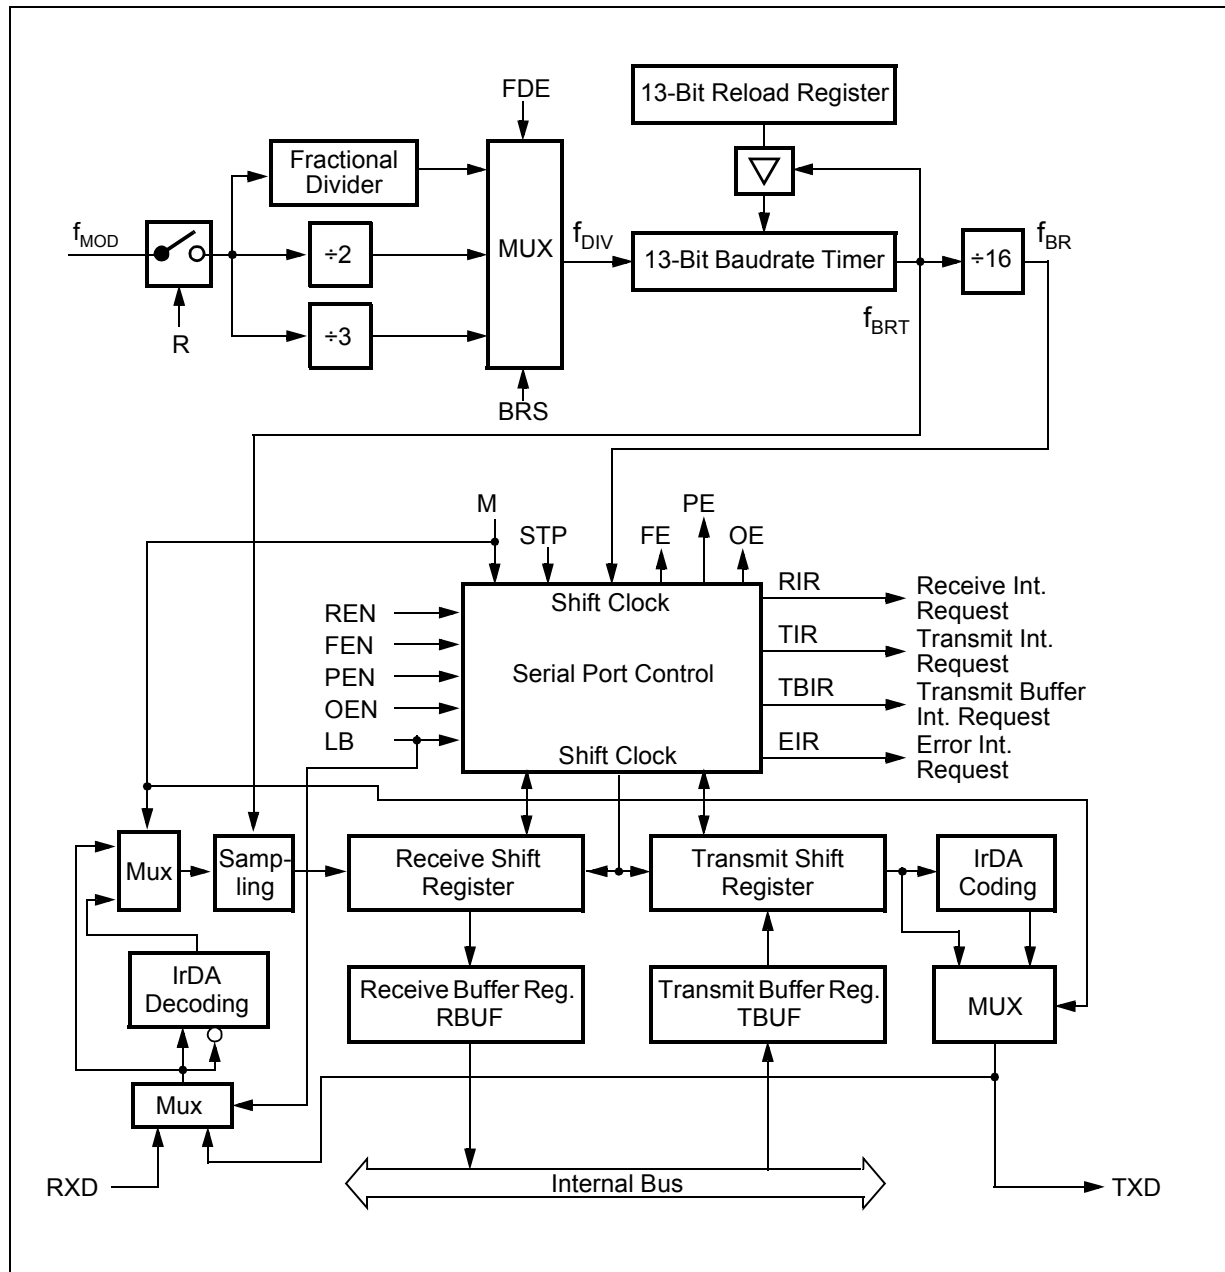 13-Bit Reload Register
FDE
Fractional
Divider
fMOD
÷2
MUX
fDIV
13-Bit Baudrate Timer
÷16
fBR
R
÷3
fBRT
BRS
M
STP
FE
PE
OE
Shift Clock
Serial Port Control
Shift Clock
REN
FEN
PEN
OEN
LB
RIR
Receive Int.
Request
TIR
Transmit Int.
Request
TBIR
Transmit Buffer
Int. Request
EIR
Error Int.
Request
Mux
Samp-
ling
Receive Shift
Register
Transmit Shift
Register
IrDA
Coding
IrDA
Decoding
Receive Buffer Reg.
RBUF
Transmit Buffer Reg.
TBUF
MUX
Mux
RXD
Internal Bus
TXD